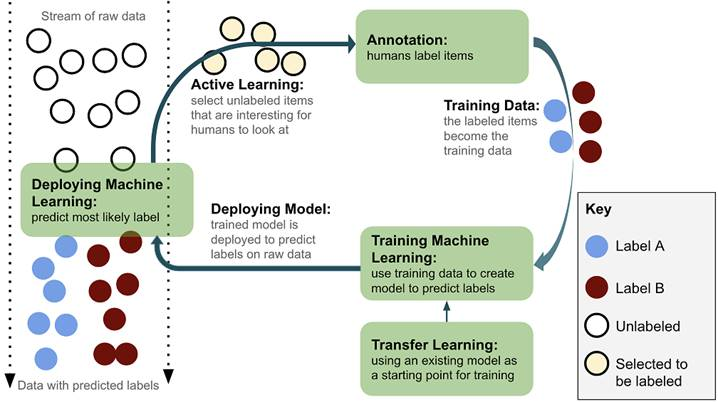 Stream of raw data
Active Learning:
select unlabeled items
that are interesting for
humans to look at
Annotation:
humans label items
Training Data:
the labeled items
become the
training data
Deploying Machine
Learning:
predict most likely label
Deploying Model:
trained model is
deployed to predict
labels on raw data
Training Machine
Learning:
use training data to create
model to predict labels
Transfer Learning:
using an existing model as
a starting point for training
Data with predicted labels
Key
Label A
Label B
Unlabeled
Selected to
be labeled